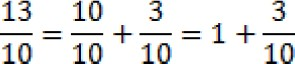 13/10 = 10/10 + 3/10 = 1 + 3/10